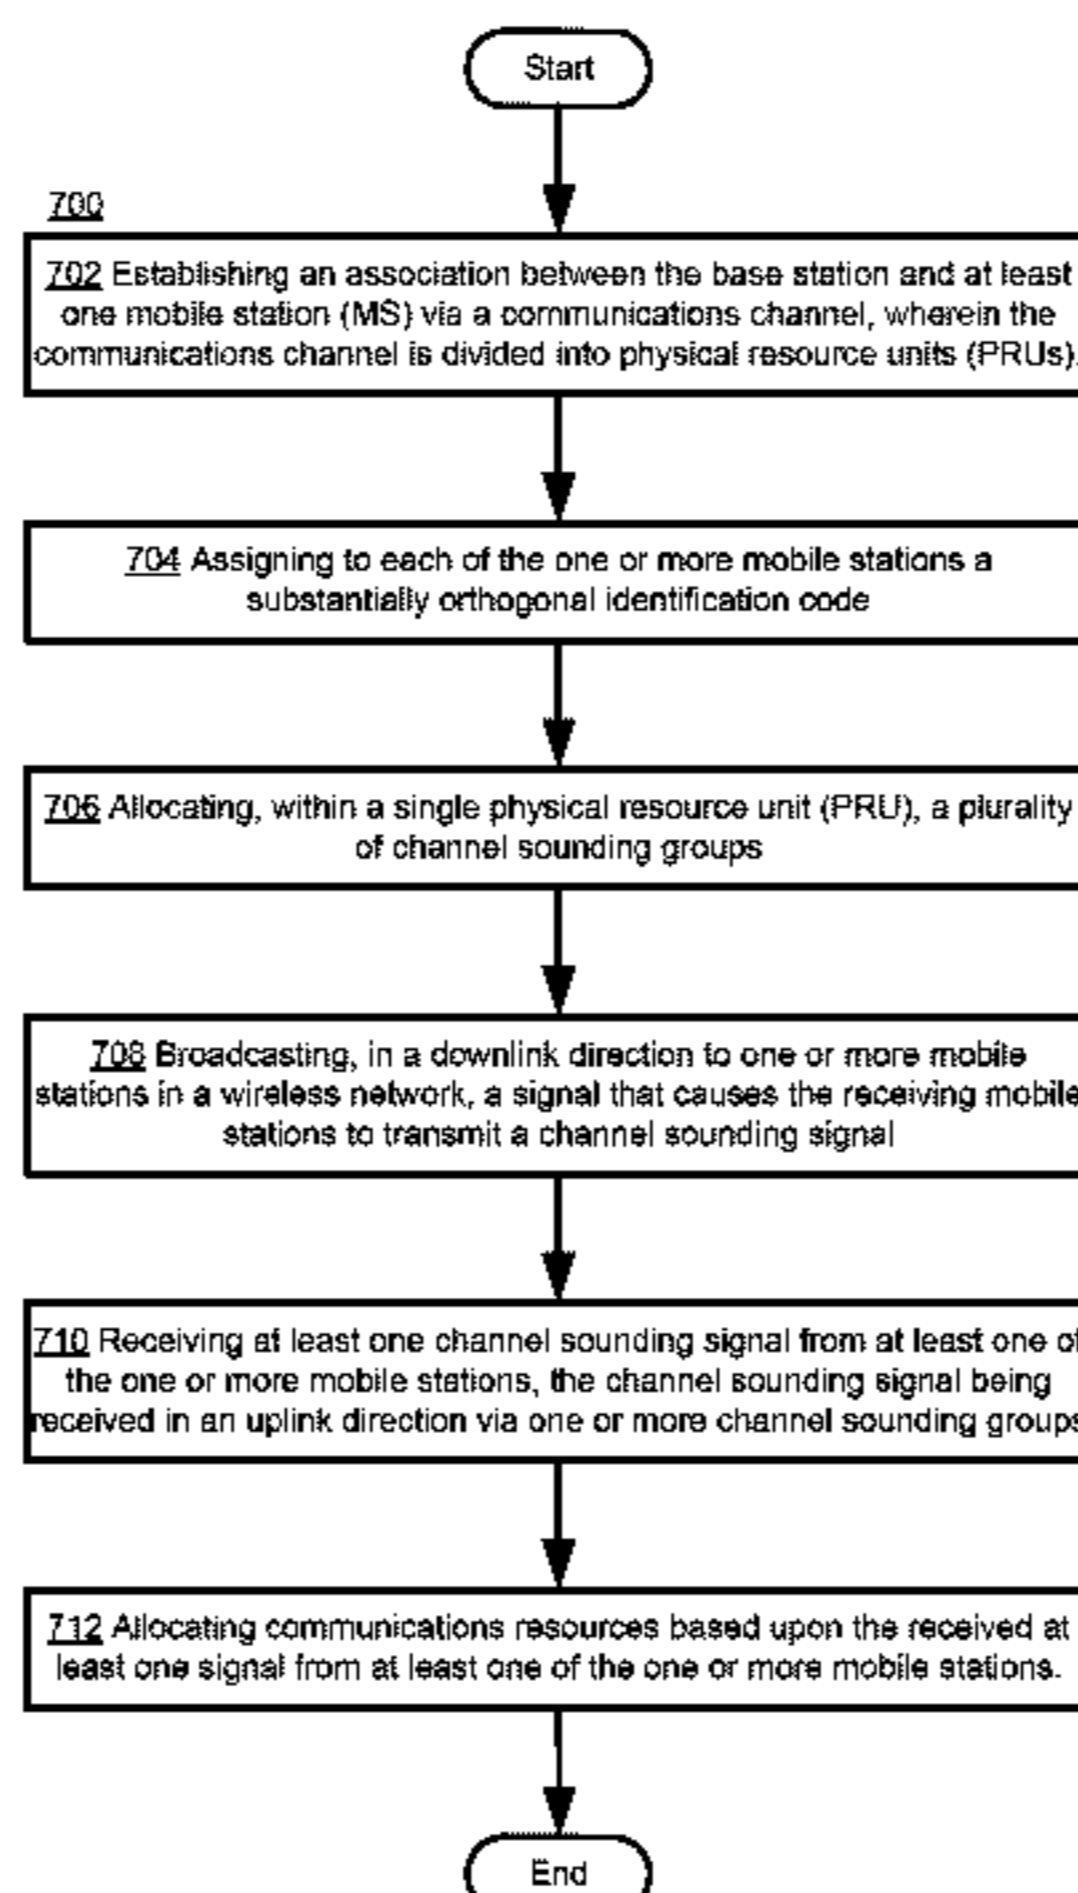 Start
700
702 Establishing an association between the base station and at least
one mobile station (MS) via a communications channel, wherein the
communications channel is divided into physical resource units (PRUs).
704 Assigning to each of the one or more mobile stations a
substantially orthogonal identification code
706 Allocating, within a single physical resource unit (PRU), a plurality
of channel sounding groups
708 Broadcasting, in a downlink direction to one or more mobile
stations in a wireless network, a signal that causes the receiving mobile
stations to transmit a channel sounding signal
710 Receiving at least one channel sounding signal from at least one of
the one or more mobile stations, the channel sounding signal being
received in an uplink direction via one or more channel sounding groups
712 Allocating communications resources based upon the received at
least one signal from at least one of the one or more mobile stations.
End